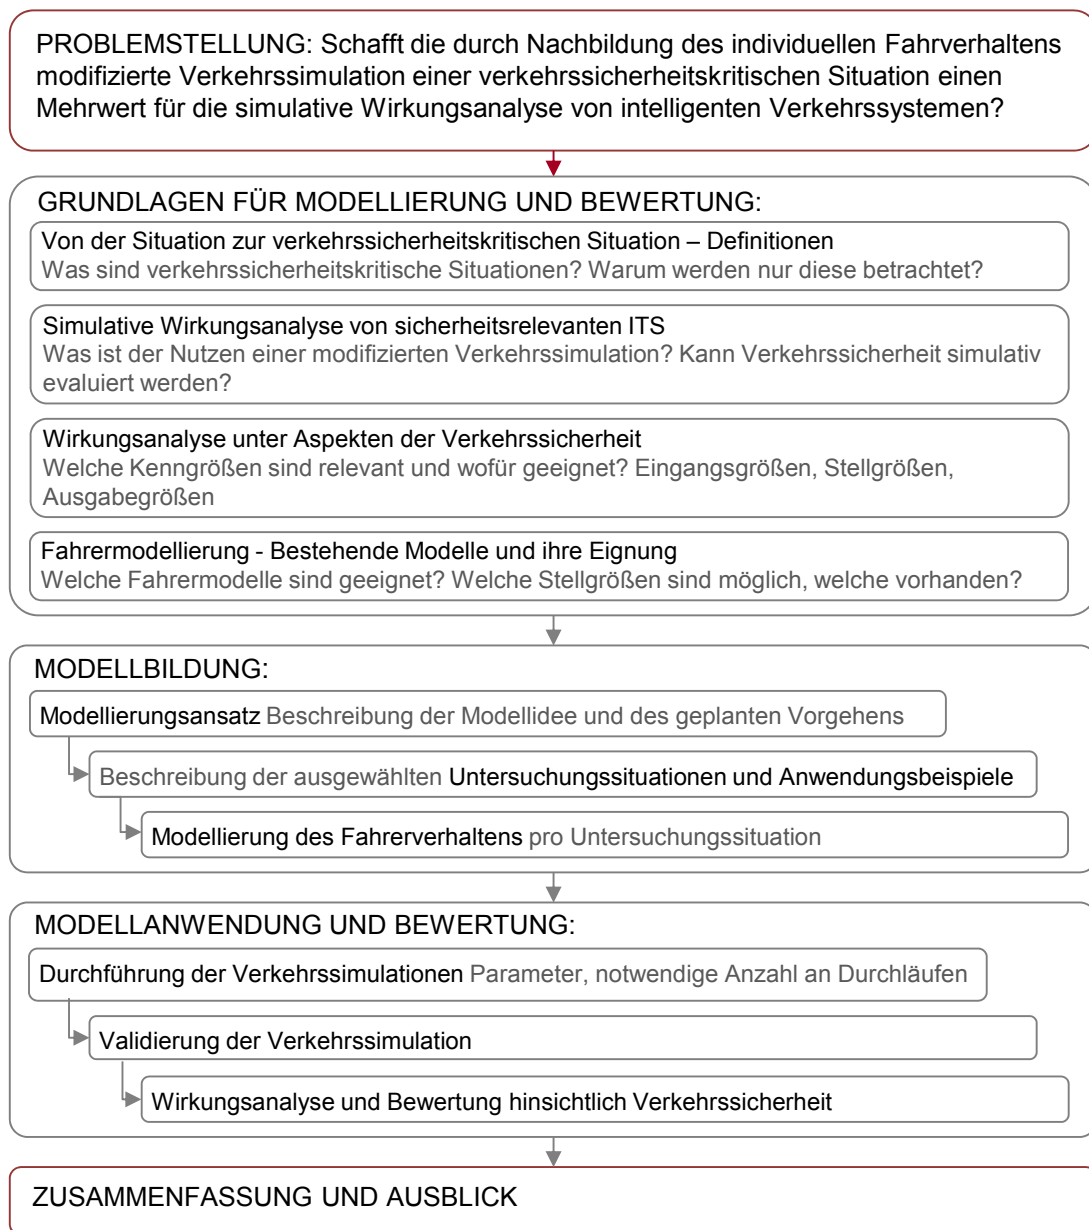 PROBLEMSTELLUNG: Schafft die durch Nachbildung des individuellen Fahrverhaltens
modifizierte Verkehrssimulation einer verkehrssicherheitskritischen Situation einen
Mehrwert für die simulative Wirkungsanalyse von intelligenten Verkehrssystemen?
GRUNDLAGEN FÜR MODELLIERUNG UND BEWERTUNG:
Von der Situation zur verkehrssicherheitskritischen Situation – Definitionen
Was sind verkehrssicherheitskritische Situationen? Warum werden nur diese betrachtet?
Simulative Wirkungsanalyse von sicherheitsrelevanten ITS
Was ist der Nutzen einer modifizierten Verkehrssimulation? Kann Verkehrssicherheit simulativ
evaluiert werden?
Wirkungsanalyse unter Aspekten der Verkehrssicherheit
Welche Kenngrößen sind relevant und wofür geeignet? Eingangsgrößen, Stellgrößen,
Ausgabegrößen
Fahrermodellierung - Bestehende Modelle und ihre Eignung
Welche Fahrermodelle sind geeignet? Welche Stellgrößen sind möglich, welche vorhanden?
MODELLBILDUNG:
Modellierungsansatz Beschreibung der Modellidee und des geplanten Vorgehens
Beschreibung der ausgewählten Untersuchungssituationen und Anwendungsbeispiele
Modellierung des Fahrerverhaltens pro Untersuchungssituation
MODELLANWENDUNG UND BEWERTUNG:
Durchführung der Verkehrssimulationen Parameter, notwendige Anzahl an Durchläufen
Validierung der Verkehrssimulation
Wirkungsanalyse und Bewertung hinsichtlich Verkehrssicherheit
ZUSAMMENFASSUNG UND AUSBLICK